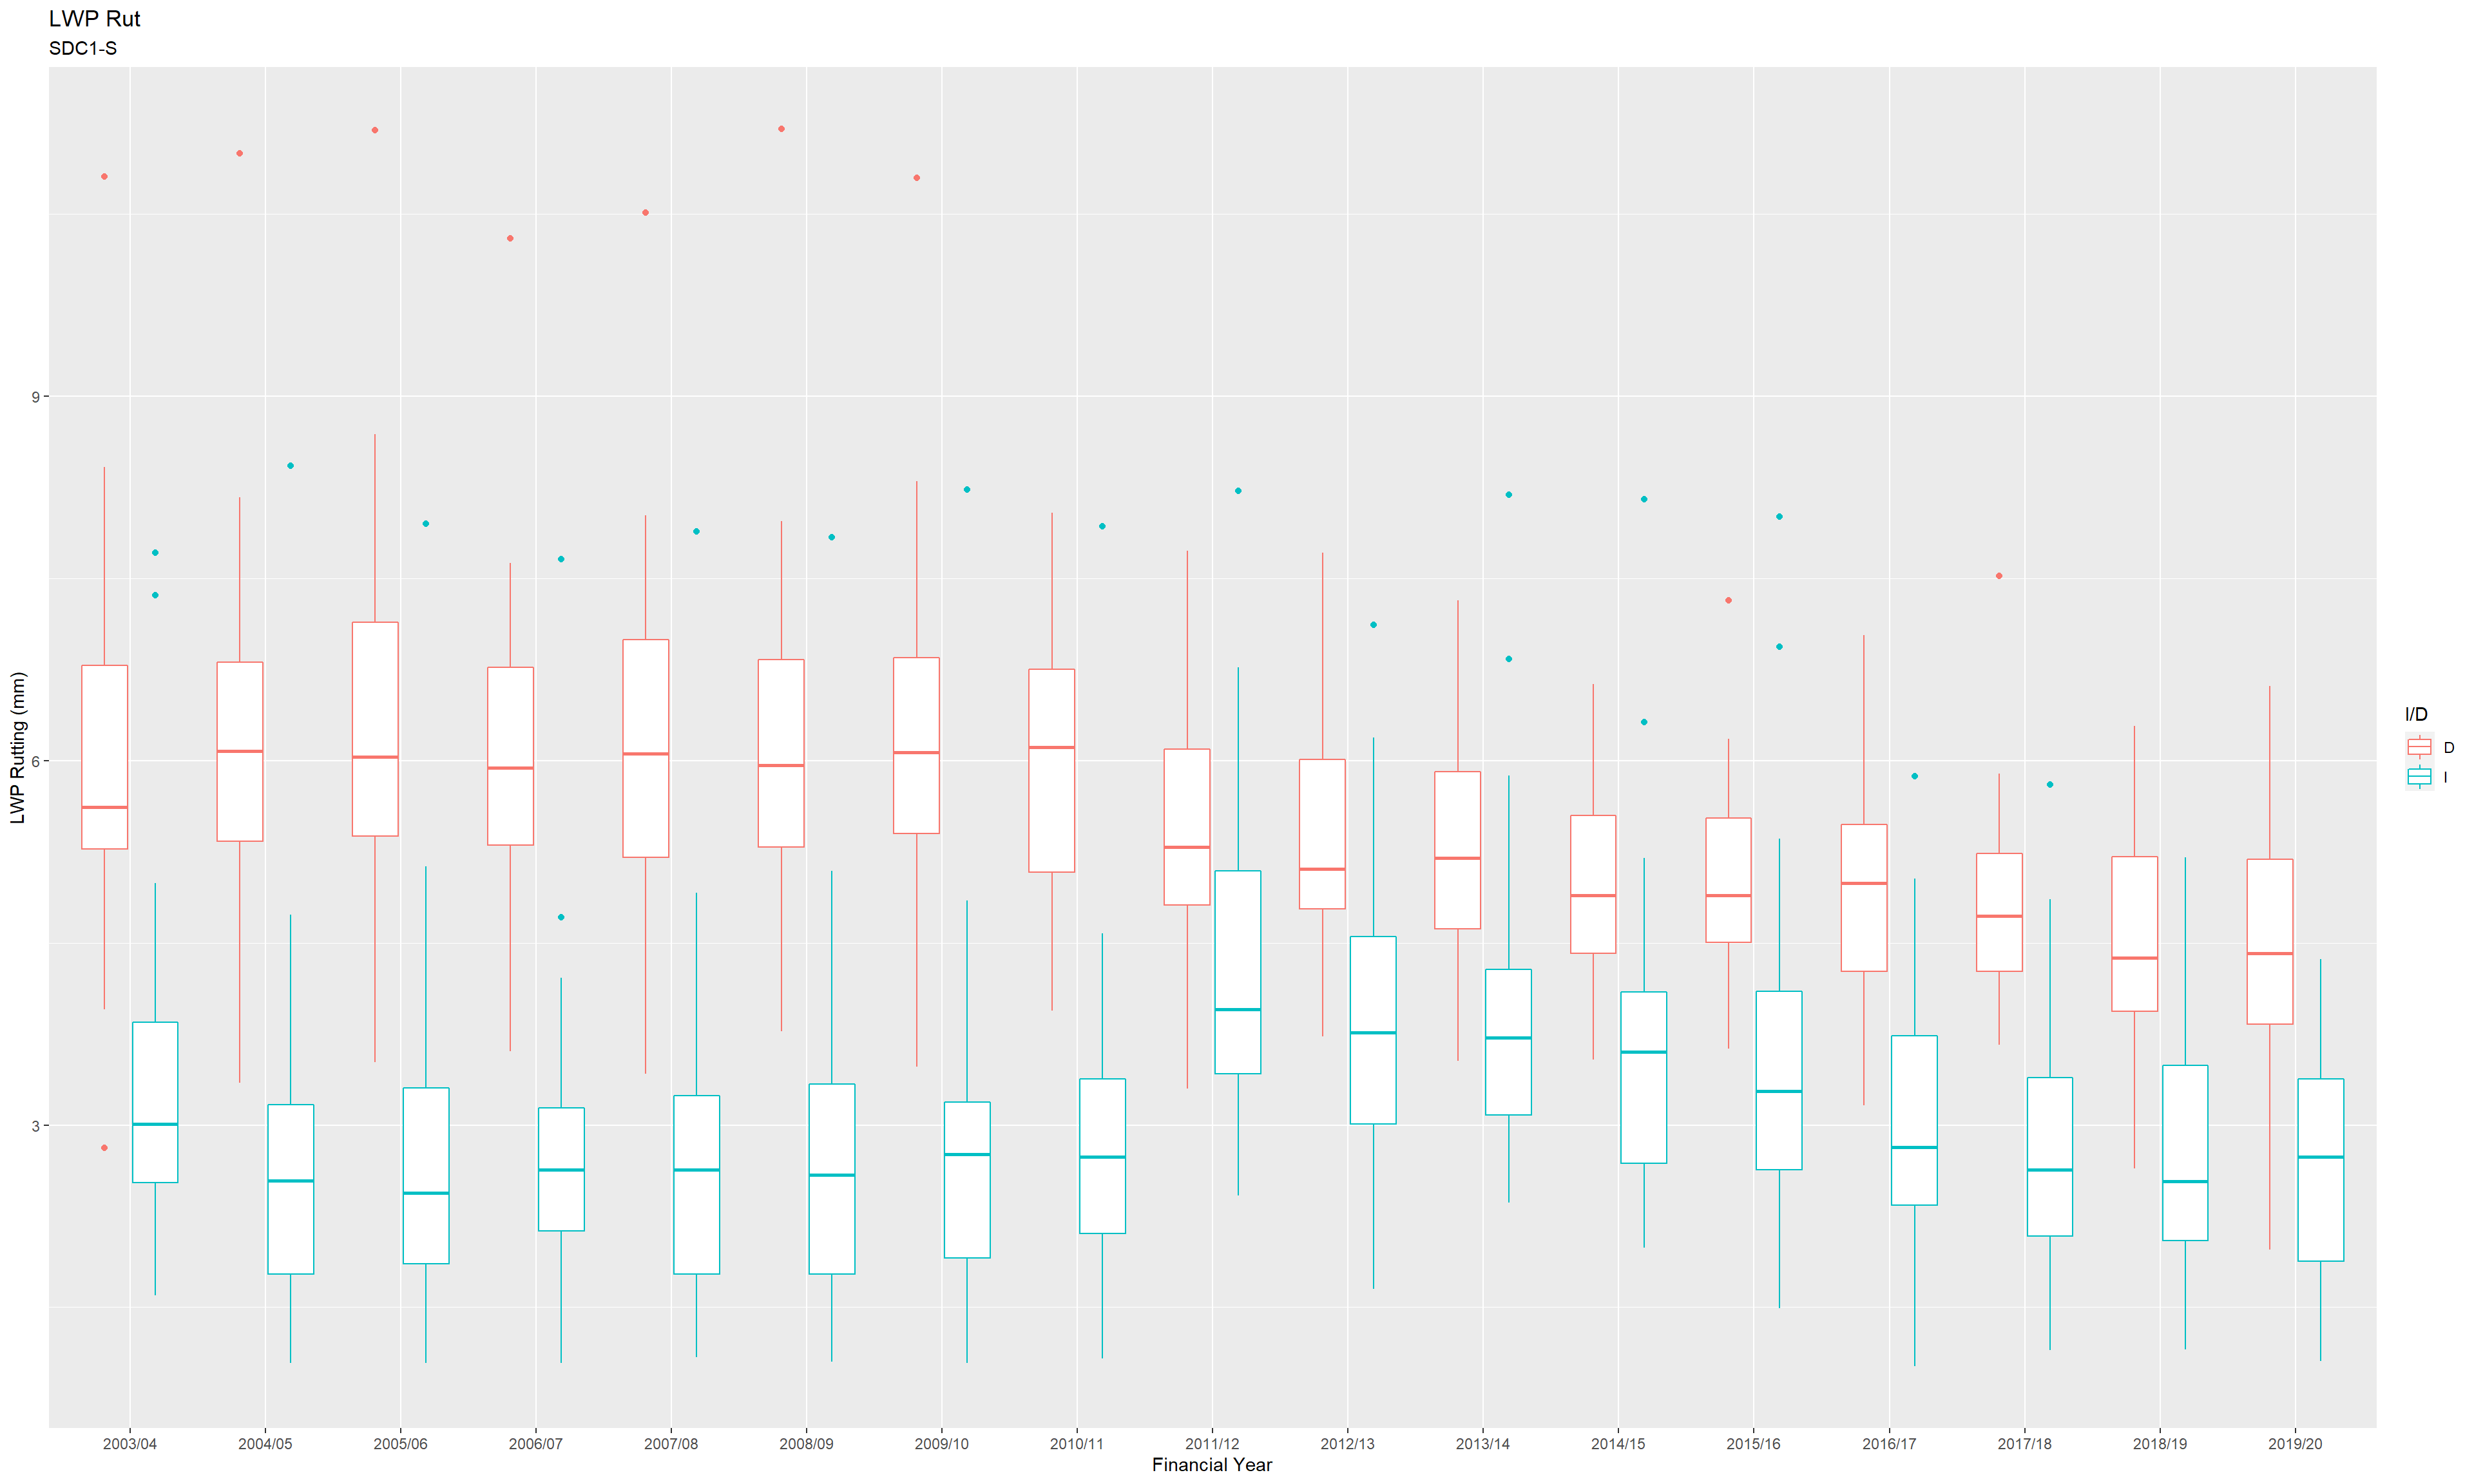 LWP Rut
SDC1-S
LWP Rutting (mm)
9
6
3
2003/04 2004/05 2005/06 2006/07 2007/08 2008/09 2009/10 2010/11 2011/12 2012/13 2013/14 2014/15 2015/16 2016/17 2017/18 2018/19 2019/20
Financial Year
I/D
D
I